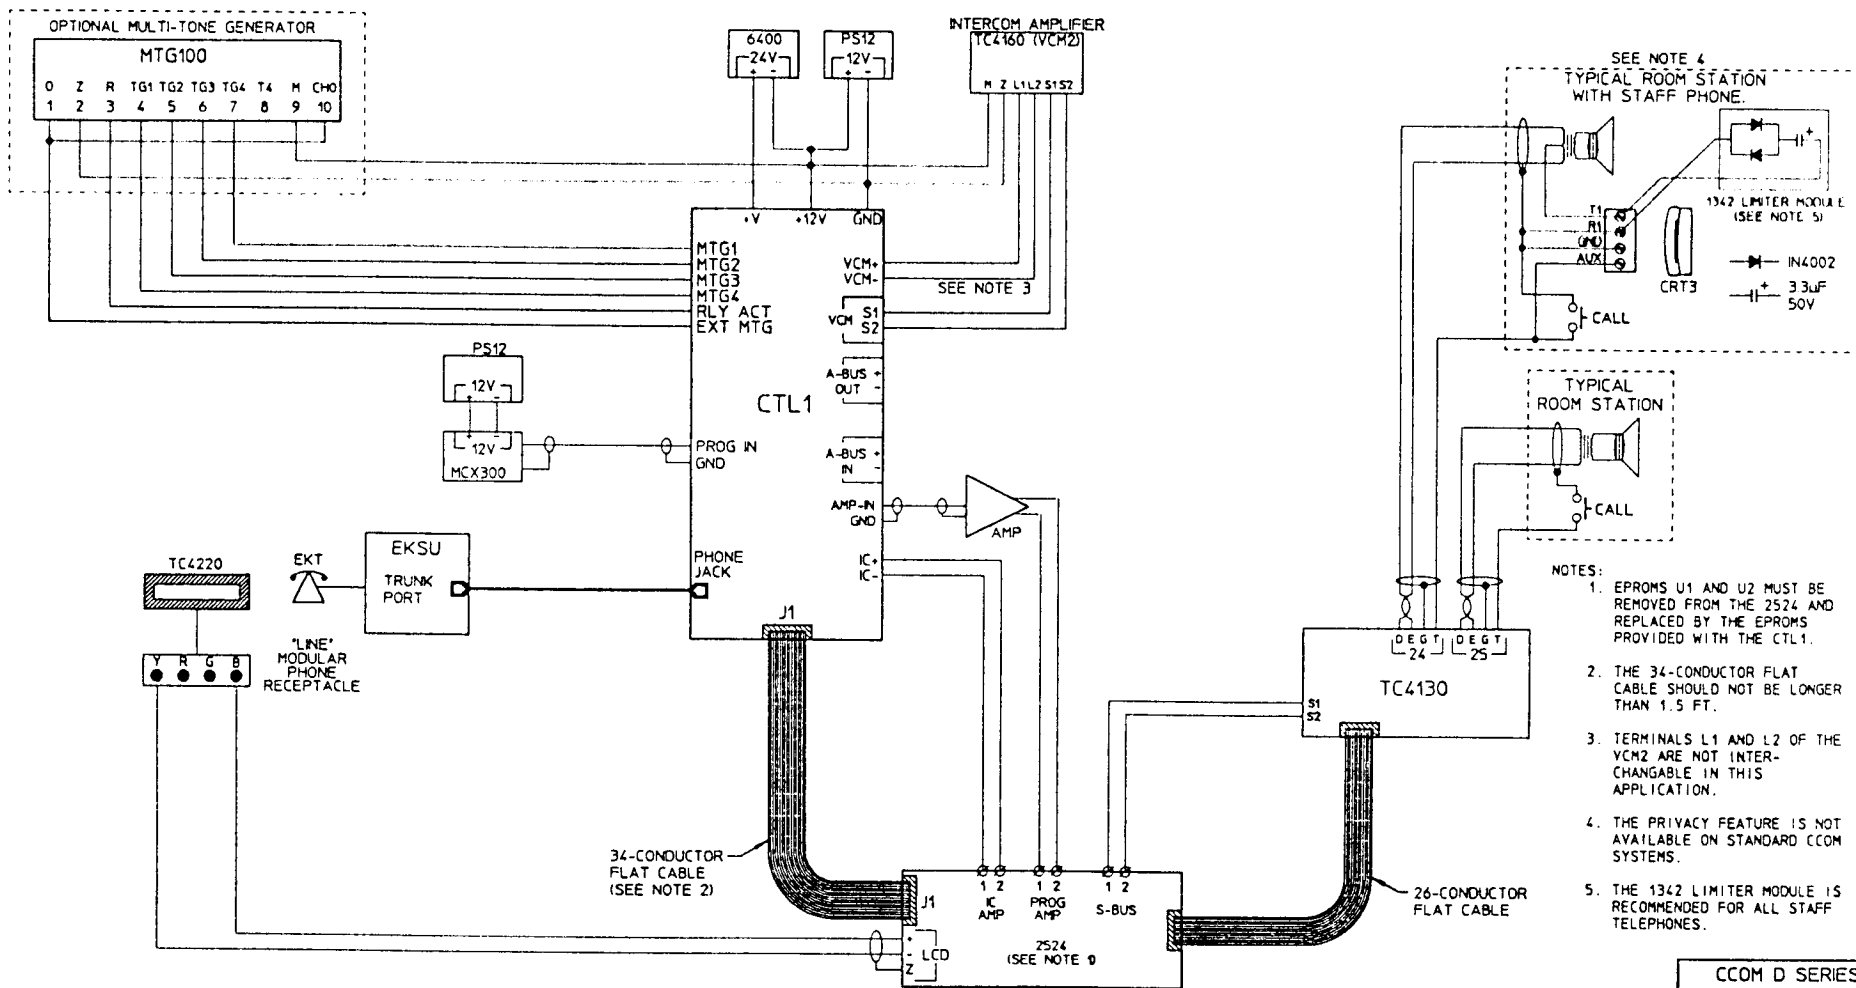 OPTIONAL MULTI-TONE GENERATOR
MTG100
O Z R TG1 TG2 TG3 TG4 T4 M CHO
1 2 3 4 5 6 7 8 9 10
6400
24V
+ -
PS12
12V
+ -
INTERCOM AMPLIFIER
TC4160 (VCM2)
M Z L1 L2 S1 S2
+V
+12V
GND
MTG1
MTG2
MTG3
MTG4
RLY ACT
EXT MTG
VCM+
VCM-
SEE NOTE 3
VCM
S1
S2
A-BUS +
OUT -
CTL1
A-BUS +
IN -
PROG IN
GND
AMP-IN
GND
AMP
PHONE
JACK
IC+
IC-
J1
PS12
12V
+ -
+ -
12V
MCX300
TC4220
EKT
EKSU
TRUNK
PORT
"LINE"
MODULAR
PHONE
RECEPTACLE
Y R G B
34-CONDUCTOR
FLAT CABLE
(SEE NOTE 2)
J1
1 2
IC
AMP
1 2
PROG
AMP
1 2
S-BUS
+
-
Z
LCD
2524
(SEE NOTE 1)
26-CONDUCTOR
FLAT CABLE
D E G T
24
D E G T
25
TC4130
S1
S2
SEE NOTE 4
TYPICAL ROOM STATION
WITH STAFF PHONE.
+
1342 LIMITER MODULE
(SEE NOTE 5)
T1
R1
GND
AUX
CRT3
IN4002
+
3.3uF
50V
CALL
TYPICAL
ROOM STATION
CALL
NOTES:
1. EPROMS U1 AND U2 MUST BE
REMOVED FROM THE 2524 AND
REPLACED BY THE EPROMS
PROVIDED WITH THE CTL1.
2. THE 34-CONDUCTOR FLAT
CABLE SHOULD NOT BE LONGER
THAN 1.5 FT.
3. TERMINALS L1 AND L2 OF THE
VCM2 ARE NOT INTER-
CHANGABLE IN THIS
APPLICATION.
4. THE PRIVACY FEATURE IS NOT
AVAILABLE ON STANDARD CCOM
SYSTEMS.
5. THE 1342 LIMITER MODULE IS
RECOMMENDED FOR ALL STAFF
TELEPHONES.
CCOM D SERIES